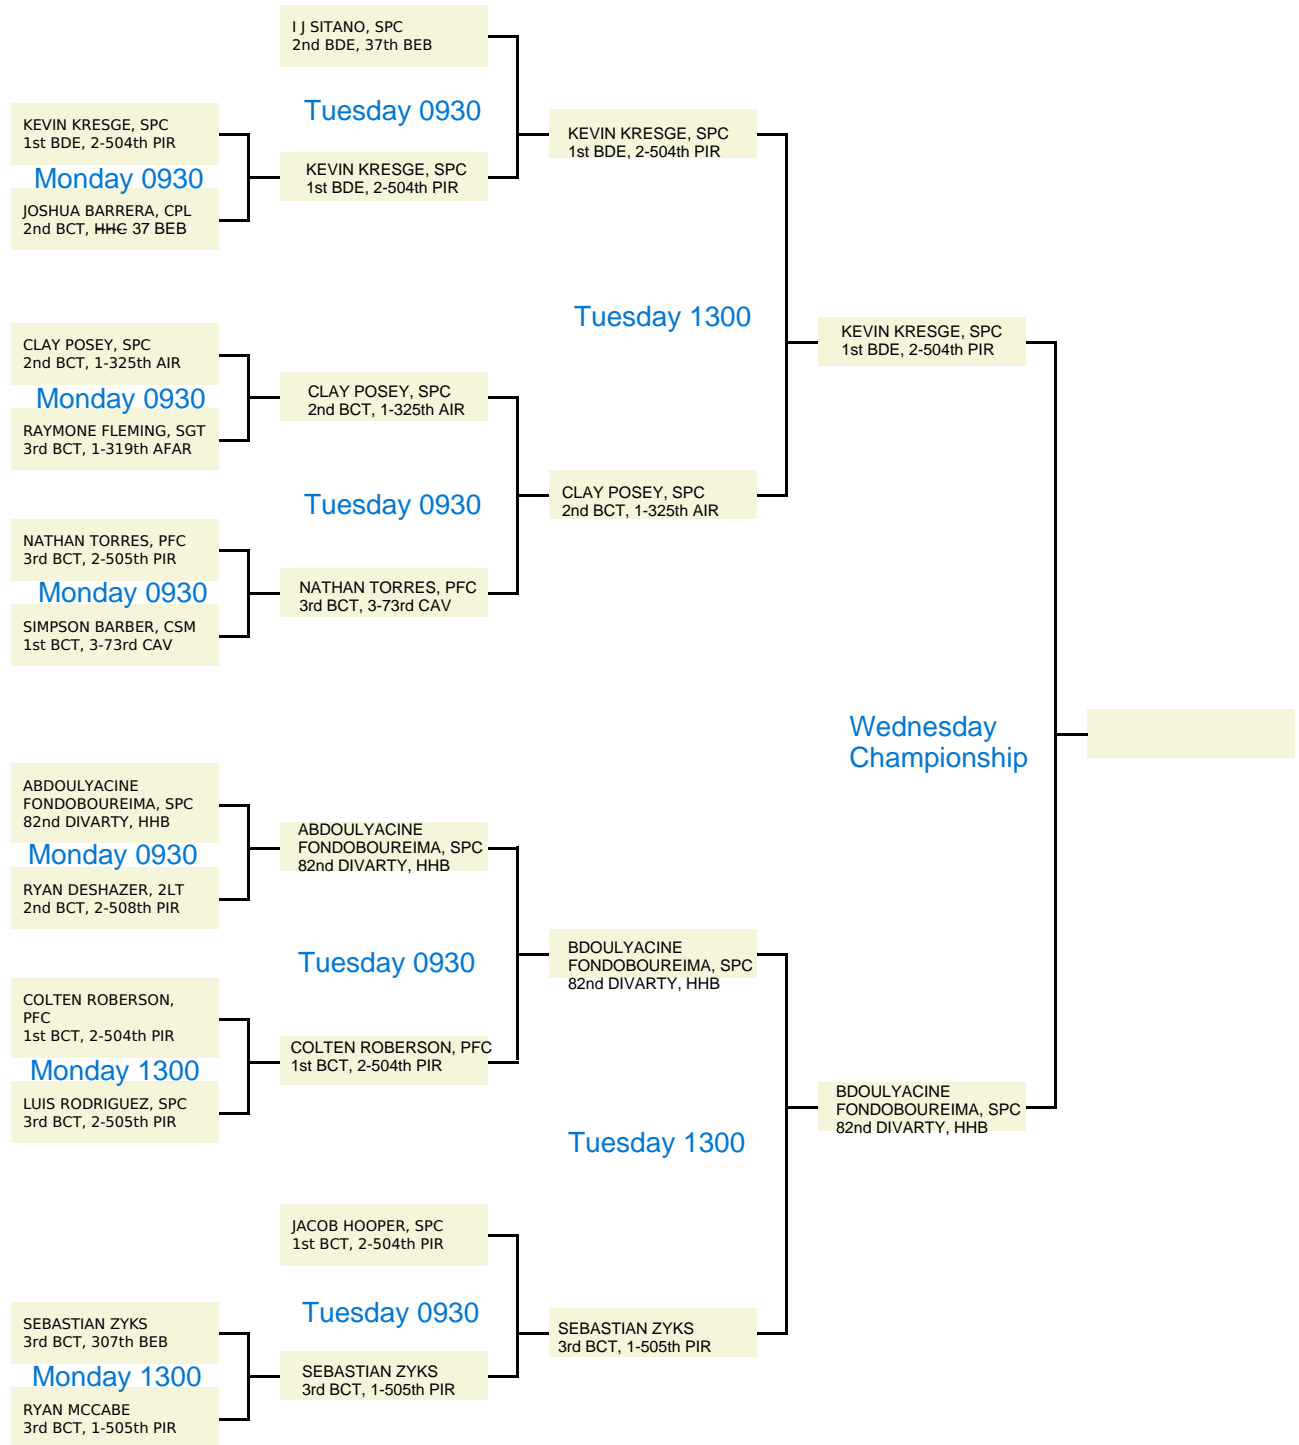 I J SITANO, SPC
2nd BDE, 37th BEB
Tuesday 0930
KEVIN KRESGE, SPC
1st BDE, 2-504th PIR
Monday 0930
JOSHUA BARRERA, CPL
2nd BCT, HHC 37 BEB
KEVIN KRESGE, SPC
1st BDE, 2-504th PIR
KEVIN KRESGE, SPC
1st BDE, 2-504th PIR
Tuesday 1300
KEVIN KRESGE, SPC
1st BDE, 2-504th PIR
CLAY POSEY, SPC
2nd BCT, 1-325th AIR
Monday 0930
RAYMONE FLEMING, SGT
3rd BCT, 1-319th AFAR
CLAY POSEY, SPC
2nd BCT, 1-325th AIR
Tuesday 0930
CLAY POSEY, SPC
2nd BCT, 1-325th AIR
NATHAN TORRES, PFC
3rd BCT, 2-505th PIR
Monday 0930
SIMPSON BARBER, CSM
1st BCT, 3-73rd CAV
NATHAN TORRES, PFC
3rd BCT, 3-73rd CAV
Wednesday
Championship
ABDOULYACINE
FONDOBOUREIMA, SPC
82nd DIVARTY, HHB
Monday 0930
RYAN DESHAZER, 2LT
2nd BCT, 2-508th PIR
ABDOULYACINE
FONDOBOUREIMA, SPC
82nd DIVARTY, HHB
Tuesday 0930
BDOULYACINE
FONDOBOUREIMA, SPC
82nd DIVARTY, HHB
COLTEN ROBERSON,
PFC
1st BCT, 2-504th PIR
Monday 1300
LUIS RODRIGUEZ, SPC
3rd BCT, 2-505th PIR
COLTEN ROBERSON, PFC
1st BCT, 2-504th PIR
Tuesday 1300
BDOULYACINE
FONDOBOUREIMA, SPC
82nd DIVARTY, HHB
JACOB HOOPER, SPC
1st BCT, 2-504th PIR
Tuesday 0930
SEBASTIAN ZYKS
3rd BCT, 307th BEB
Monday 1300
RYAN MCCABE
3rd BCT, 1-505th PIR
SEBASTIAN ZYKS
3rd BCT, 1-505th PIR
SEBASTIAN ZYKS
3rd BCT, 1-505th PIR